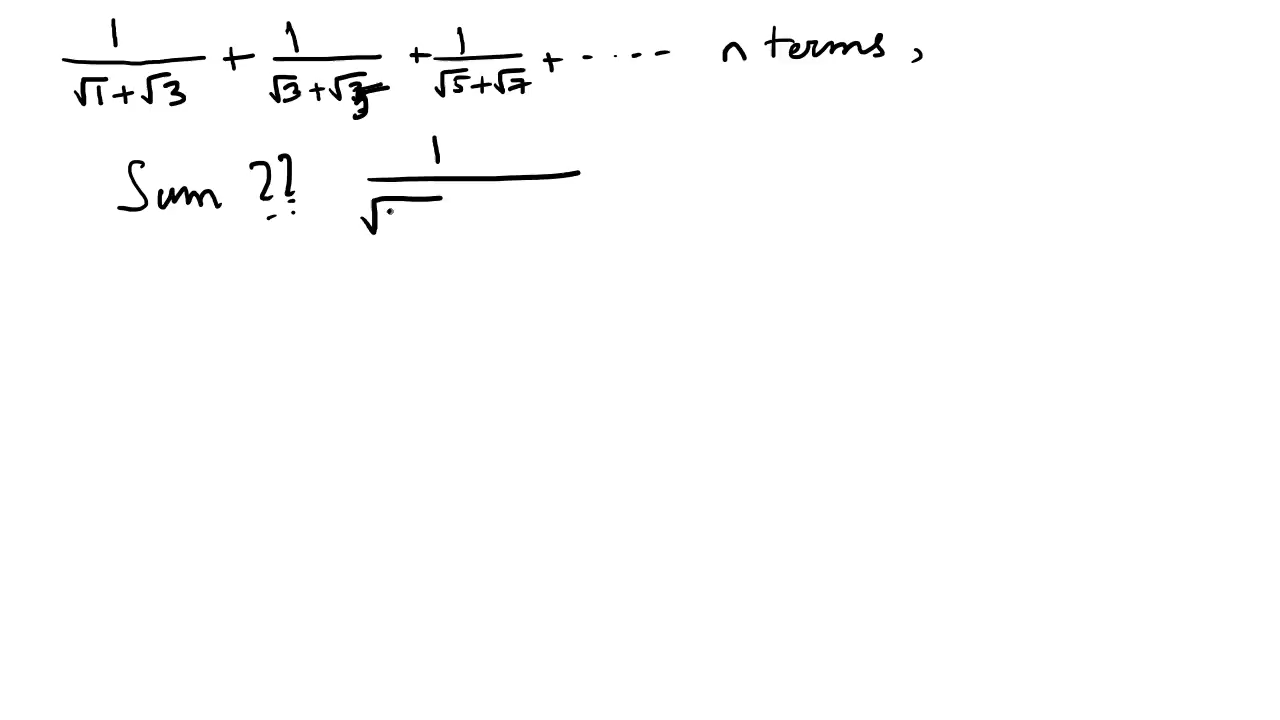 1/(√1+√3) + 1/(√3+√5) + 1/(√5+√7) + ..... n terms,
Sum ?? 1/√